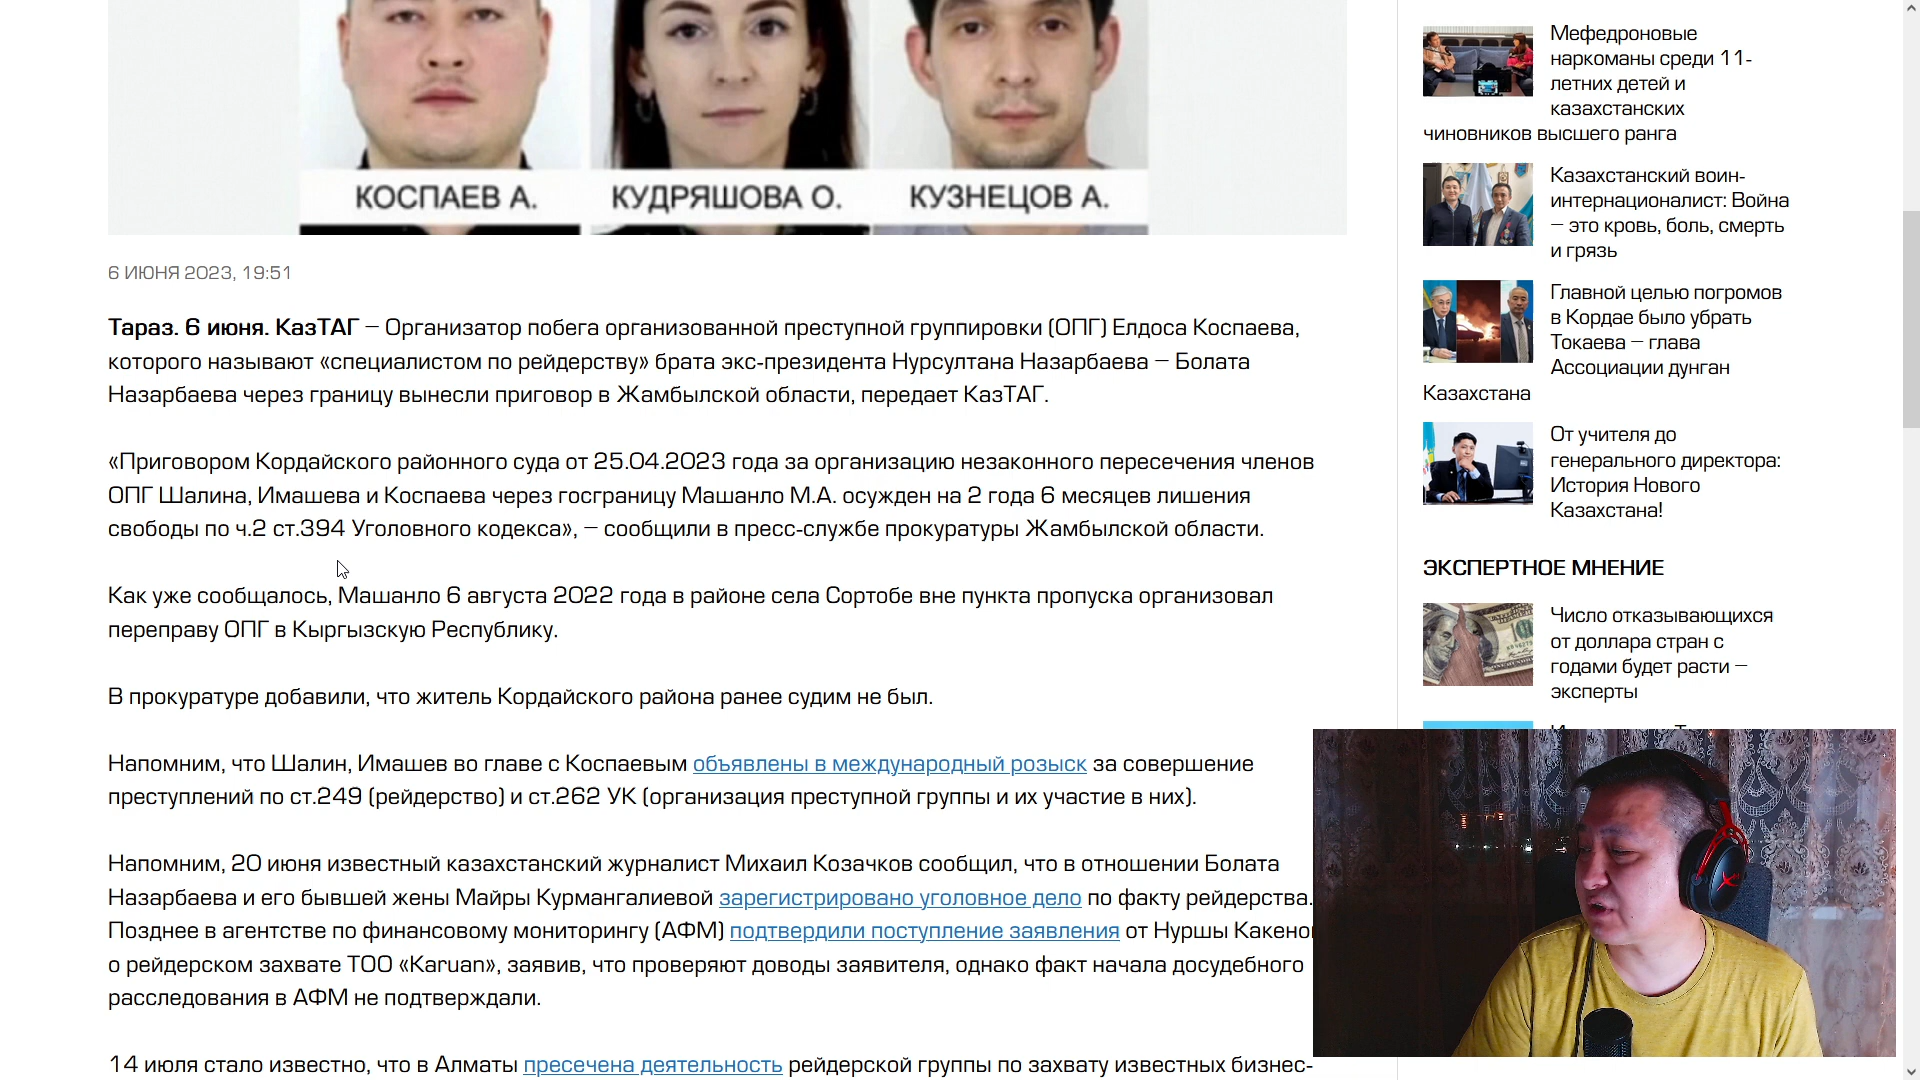 КОСПАЕВ А.
КУДРЯШОВА О.
КУЗНЕЦОВ А.
6 ИЮНЯ 2023, 19:51
Тараз. 6 июня. КазТАГ – Организатор побега организованной преступной группировки (ОПГ) Елдоса Коспаева,
которого называют «специалистом по рейдерству» брата экс-президента Нурсултана Назарбаева – Болата
Назарбаева через границу вынесли приговор в Жамбылской области, передает КазТАГ.
«Приговором Кордайского районного суда от 25.04.2023 года за организацию незаконного пересечения членов
ОПГ Шалина, Имашева и Коспаева через госграницу Машанло М.А. осужден на 2 года 6 месяцев лишения
свободы по ч.2 ст.394 Уголовного кодекса», – сообщили в пресс-службе прокуратуры Жамбылской области.
Как уже сообщалось, Машанло 6 августа 2022 года в районе села Сортобе вне пункта пропуска организовал
переправу ОПГ в Кыргызскую Республику.
В прокуратуре добавили, что житель Кордайского района ранее судим не был.
Напомним, что Шалин, Имашев во главе с Коспаевым объявлены в международный розыск за совершение
преступлений по ст.249 (рейдерство) и ст.262 УК (организация преступной группы и их участие в них).
Напомним, 20 июня известный казахстанский журналист Михаил Козачков сообщил, что в отношении Болата
Назарбаева и его бывшей жены Майры Курмангалиевой зарегистрировано уголовное дело по факту рейдерства.
Позднее в агентстве по финансовому мониторингу (АФМ) подтвердили поступление заявления от Нуршы
о рейдерском захвате ТОО «Karuan», заявив, что проверяют доводы заявителя, однако факт начала досудебного
расследования в АФМ не подтверждали.
14 июля стало известно, что в Алматы пресечена деятельность рейдерской группы по захвату известных бизнес-
Мефедроновые
наркоманы среди 11-
летних детей и
казахстанских
чиновников высшего ранга
Казахстанский воин-
интернационалист: Война
– это кровь, боль, смерть
и грязь
Главной целью погромов
в Кордае было убрать
Токаева – глава
Ассоциации дунган
Казахстана
От учителя до
генерального директора:
История Нового
Казахстана!
ЭКСПЕРТНОЕ МНЕНИЕ
Число отказывающихся
от доллара стран с
годами будет расти –
эксперты